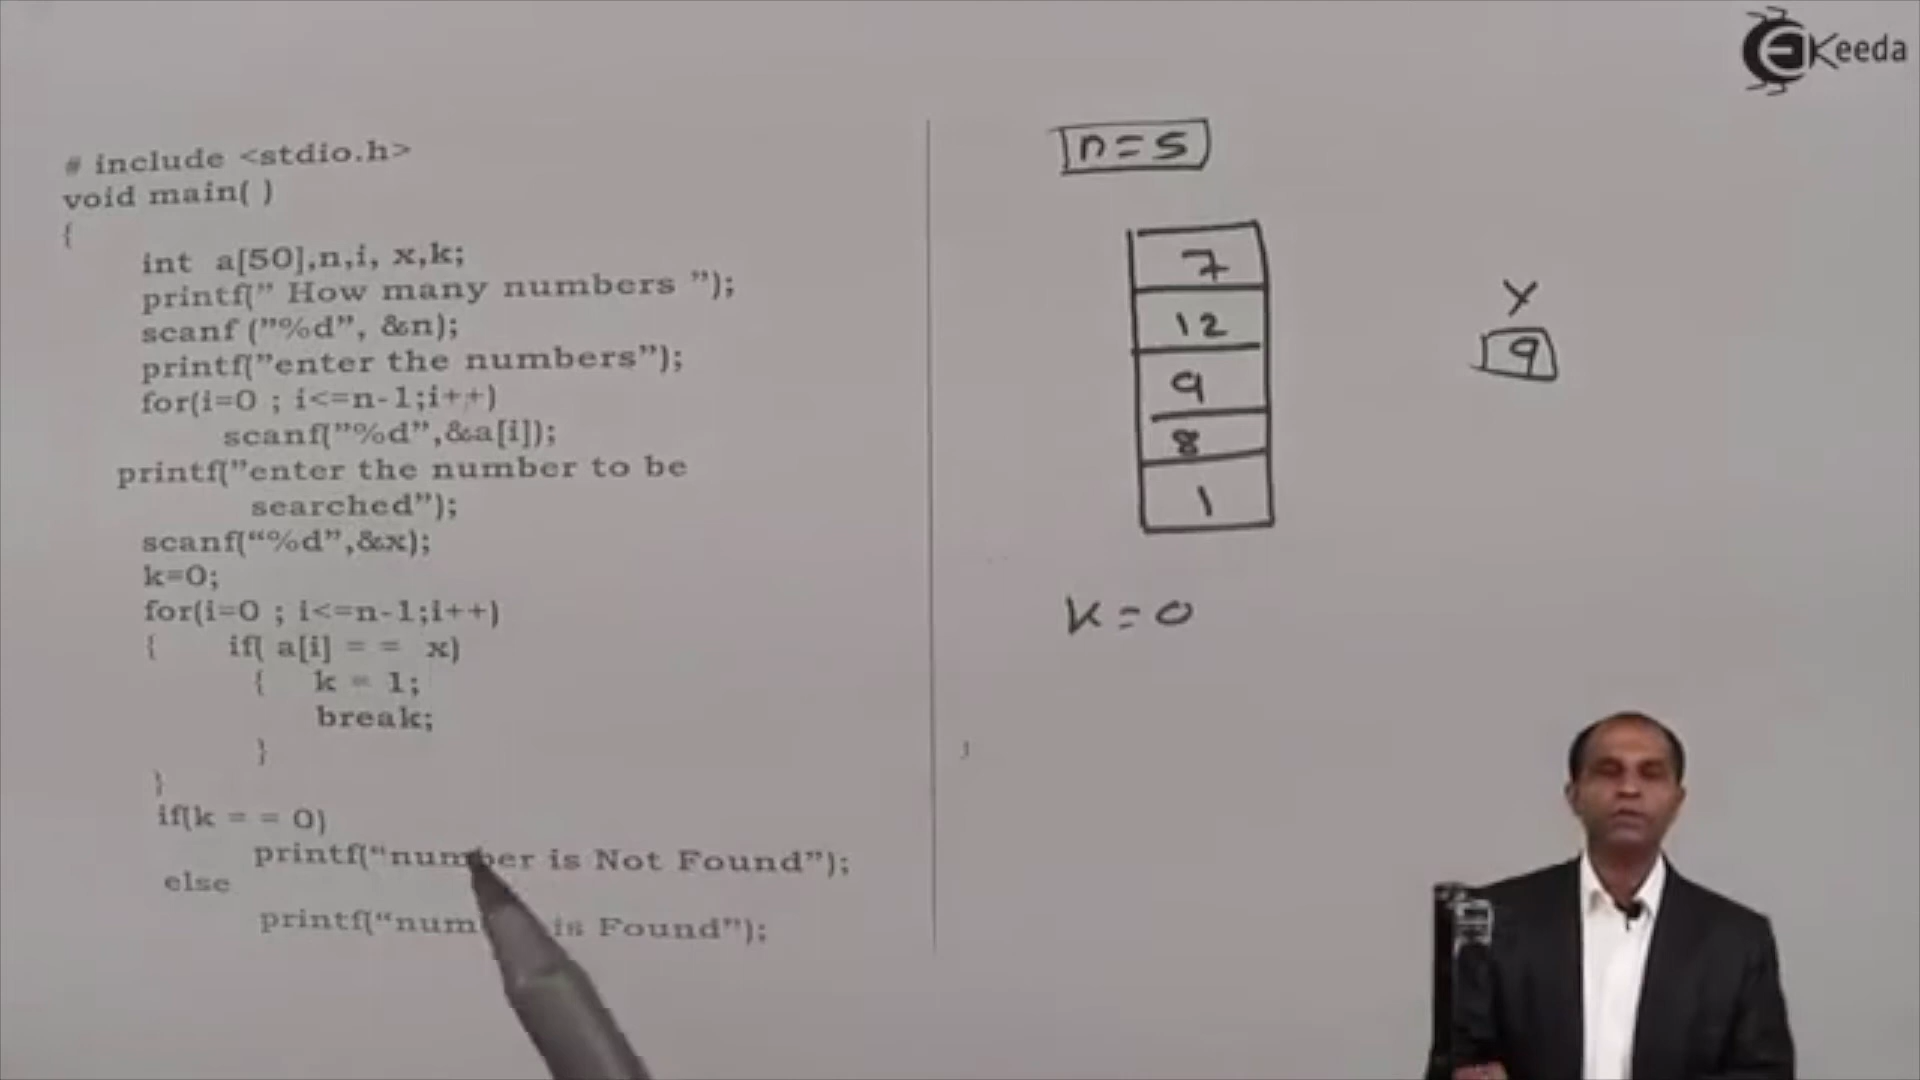 # include <stdio.h>
void main( )
{
int a[50],n,i, x,k;
printf(” How many numbers ”);
scanf (”%d”, &n);
printf(”enter the numbers”);
for(i=0 ; i<=n-1;i++)
scanf(”%d”,&a[i]);
printf(”enter the number to be
searched”);
scanf(“%d”,&x);
k=0;
for(i=0 ; i<=n-1;i++)
{ if( a[i] = = x)
{ k = 1;
break;
}
}
if(k = = 0)
printf(“number is Not Found”);
else
printf(“num is Found”);
}
n=5
7
12
9
8
1
x
9
k=0
EKeeda